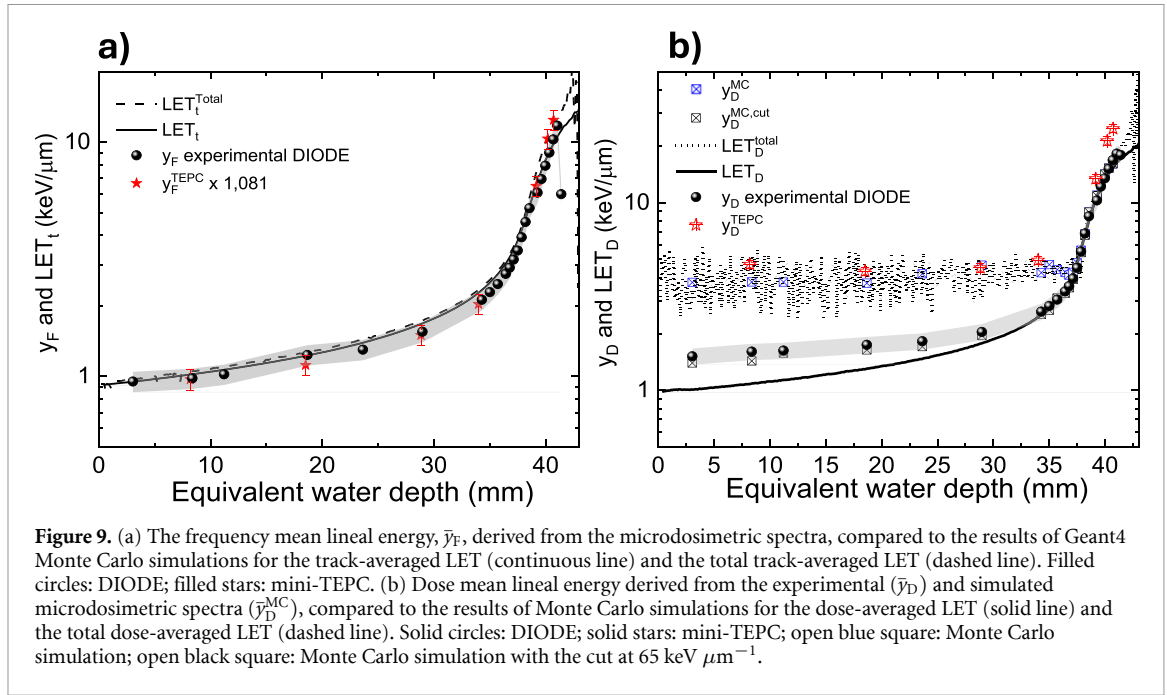 a)
LET_t^Total
LET_t
y_F experimental DIODE
y_F^TEPC x 1,081
y_F and LET_t (keV/μm)
10
1
0
10
20
30
40
Equivalent water depth (mm)
b)
y_D^MC
y_D^MC,cut
LET_D^total
LET_D
y_D experimental DIODE
y_D^TEPC
y_D and LET_D (keV/μm)
10
1
0
5
10
15
20
25
30
35
40
Equivalent water depth (mm)
Figure 9. (a) The frequency mean lineal energy, ȳ_F, derived from the microdosimetric spectra, compared to the results of Geant4
Monte Carlo simulations for the track-averaged LET (continuous line) and the total track-averaged LET (dashed line). Filled
circles: DIODE; filled stars: mini-TEPC. (b) Dose mean lineal energy derived from the experimental (ȳ_D) and simulated
microdosimetric spectra (ȳ_D^MC), compared to the results of Monte Carlo simulations for the dose-averaged LET (solid line) and
the total dose-averaged LET (dashed line). Solid circles: DIODE; solid stars: mini-TEPC; open blue square: Monte Carlo
simulation; open black square: Monte Carlo simulation with the cut at 65 keV μm⁻¹.